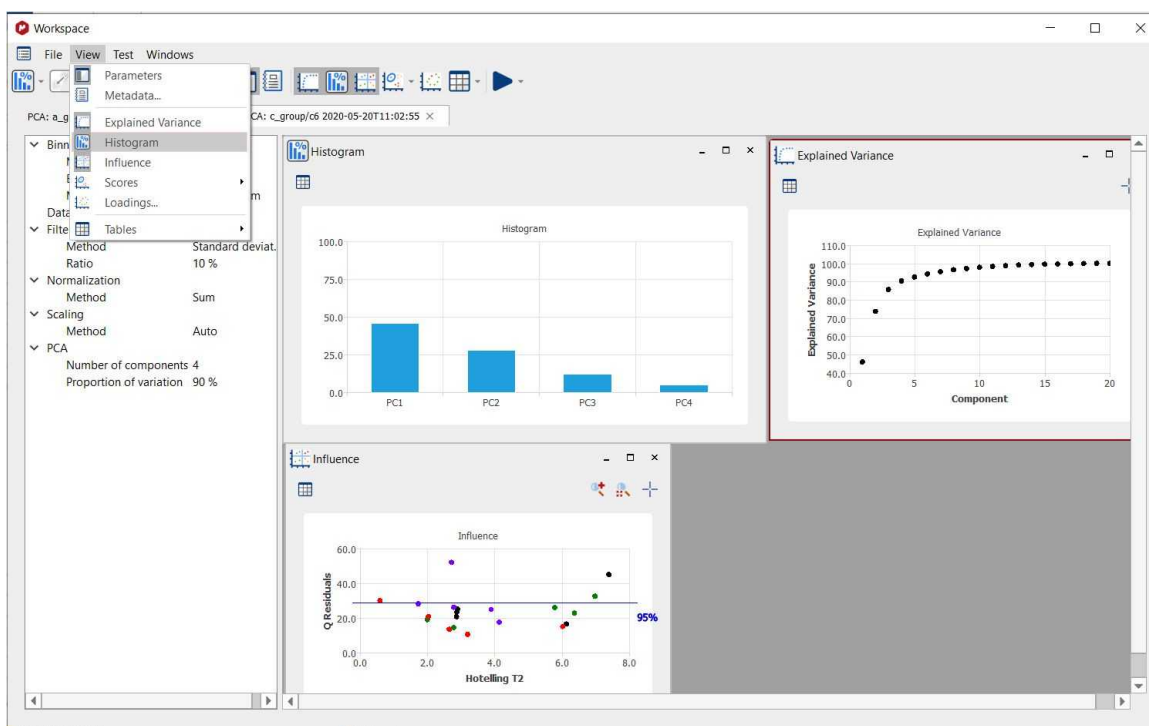 Workspace
File View Test Windows
Parameters
Metadata...
Explained Variance
Histogram
Influence
Scores
Loadings...
Tables
PCA: a_g
CA: c_group/c6 2020-05-20T11:02:55
Binn
Data
Filte
Method Standard deviat.
Ratio 10 %
Normalization
Method Sum
Scaling
Method Auto
PCA
Number of components 4
Proportion of variation 90 %
Histogram
Histogram
100.0
75.0
50.0
25.0
0.0
PC1 PC2 PC3 PC4
Explained Variance
Explained Variance
Explained Variance
110.0
100.0
90.0
80.0
70.0
60.0
50.0
40.0
0 5 10 15 20
Component
Influence
Influence
Q Residuals
60.0
40.0
20.0
0.0
95%
0.0 2.0 4.0 6.0 8.0
Hotelling T2